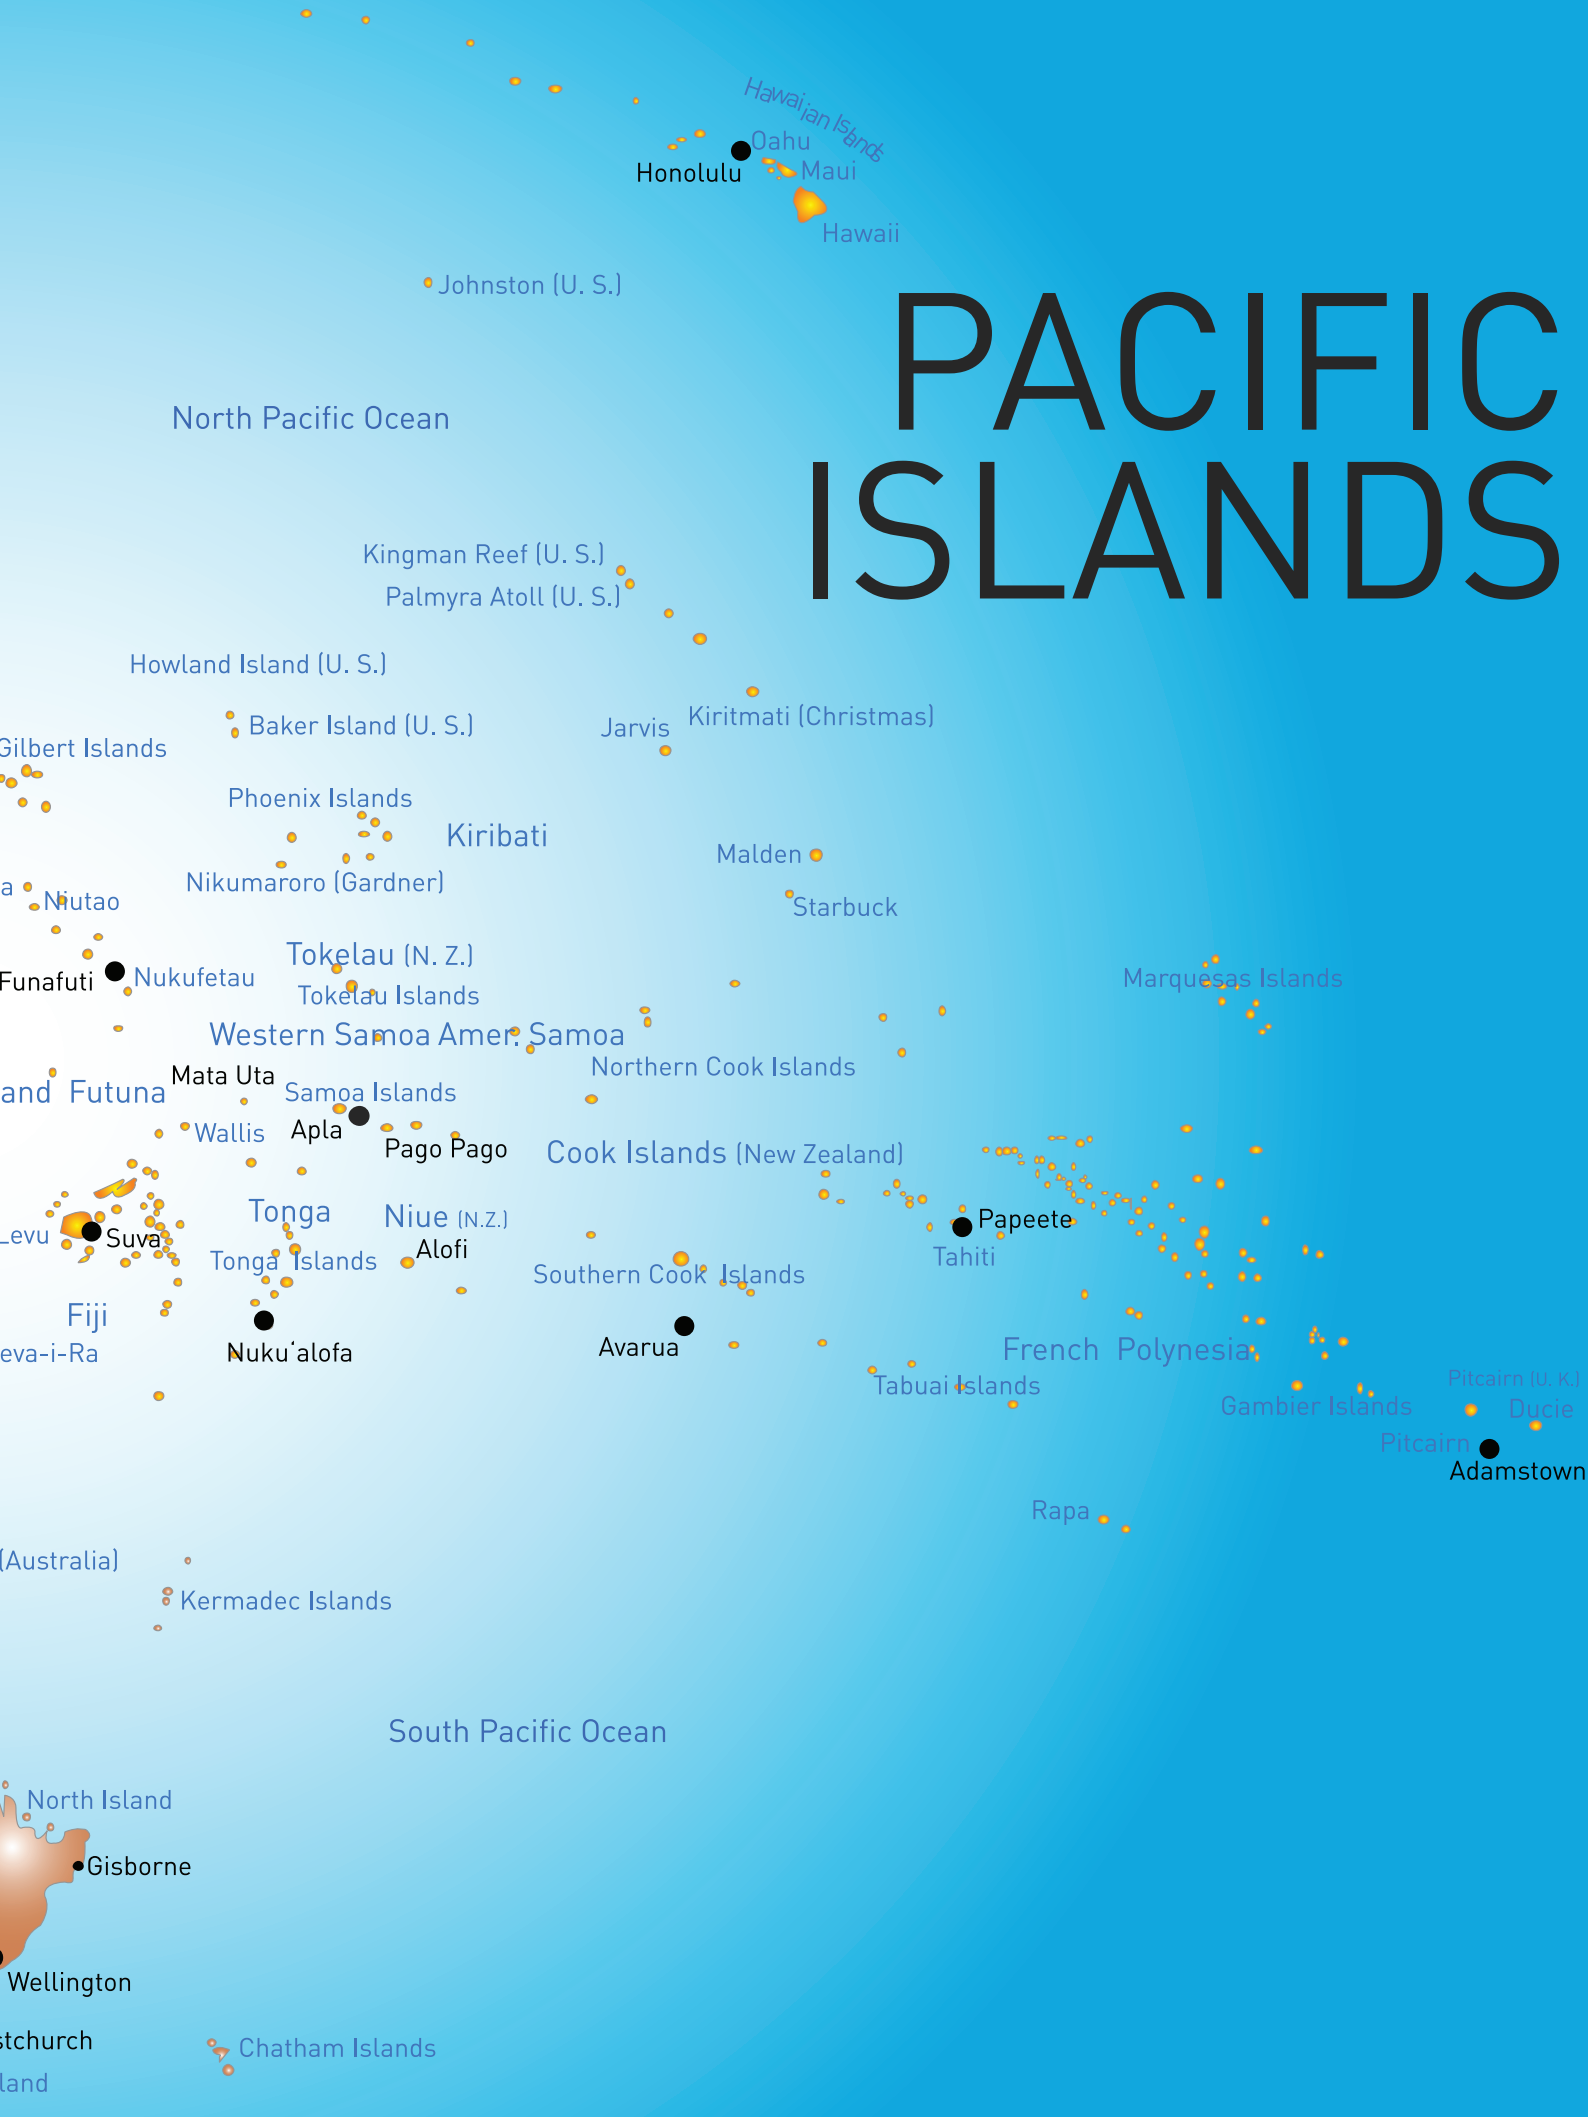 Hawaiian Islands
Oahu
Honolulu
Maui
Hawaii
Johnston (U. S.)
PACIFIC
ISLANDS
North Pacific Ocean
Kingman Reef (U. S.)
Palmyra Atoll (U. S.)
Howland Island (U. S.)
Baker Island (U. S.)
Kiritmati (Christmas)
Jarvis
Gilbert Islands
Phoenix Islands
Kiribati
Malden
Nikumaroro (Gardner)
a
Niutao
Starbuck
Tokelau (N. Z.)
Funafuti
Nukufetau
Tokelau Islands
Marquesas Islands
Western Samoa
Amer. Samoa
Northern Cook Islands
Mata Uta
and Futuna
Samoa Islands
Wallis
Apla
Pago Pago
Cook Islands (New Zealand)
Tonga
Niue (N.Z.)
Levu
Suva
Alofi
Papeete
Tahiti
Tonga Islands
Southern Cook Islands
Fiji
eva-i-Ra
Nuku'alofa
Avarua
French Polynesia
Tabuai Islands
Gambier Islands
Pitcairn (U. K.)
Ducie
Pitcairn
Adamstown
Rapa
(Australia)
Kermadec Islands
South Pacific Ocean
North Island
Gisborne
Wellington
stchurch
Chatham Islands
land